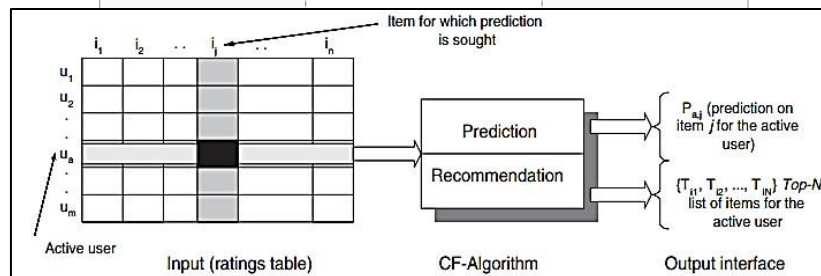 Item for which prediction
is sought
i1 i2 . . ij . . in
u1
u2
.
.
ua
.
.
um
Active user
Prediction
Recommendation
Pa,j (prediction on
item j for the active
user)
{Ti1, Ti2, ..., TiN} Top-N
list of items for the
active user
Input (ratings table) CF-Algorithm Output interface